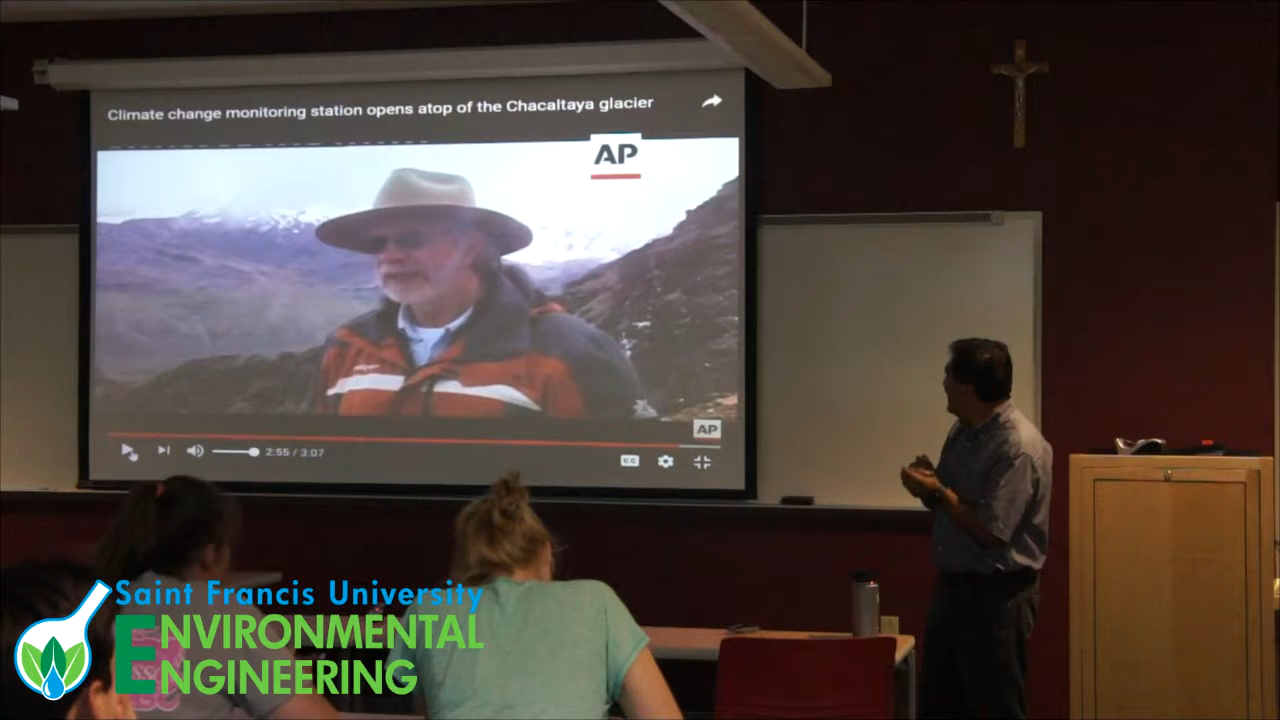 Climate change monitoring station opens atop of the Chacaltaya glacier
AP
AP
2:55 / 3:07
CC
Saint Francis University
ENVIRONMENTAL
ENGINEERING